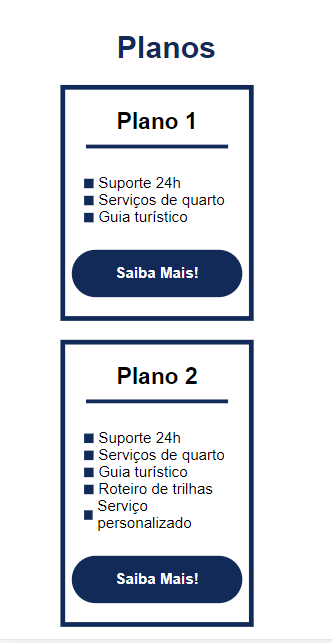 Planos
Plano 1
Suporte 24h
Serviços de quarto
Guia turístico
Saiba Mais!
Plano 2
Suporte 24h
Serviços de quarto
Guia turístico
Roteiro de trilhas
Serviço
personalizado
Saiba Mais!